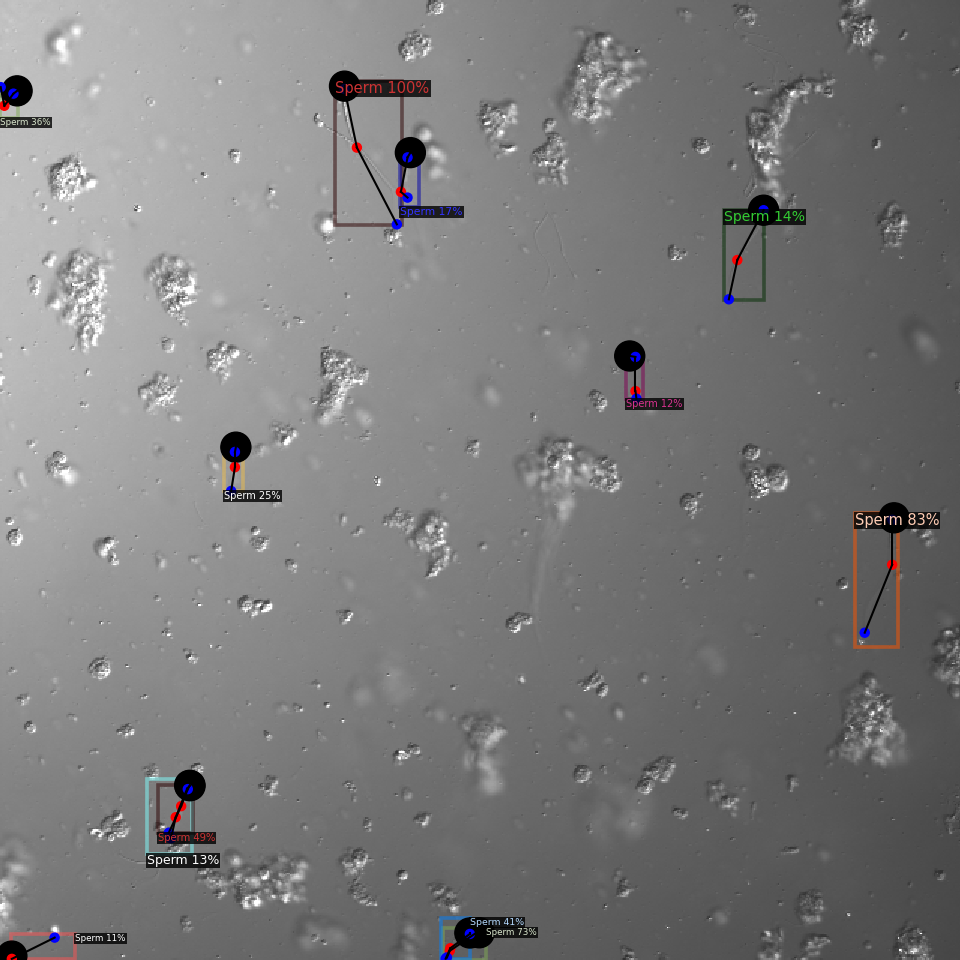 Sperm 100%
Sperm 36%
Sperm 17%
Sperm 14%
Sperm 12%
Sperm 25%
Sperm 83%
Sperm 49%
Sperm 13%
Sperm 41%
Sperm 73%
Sperm 11%